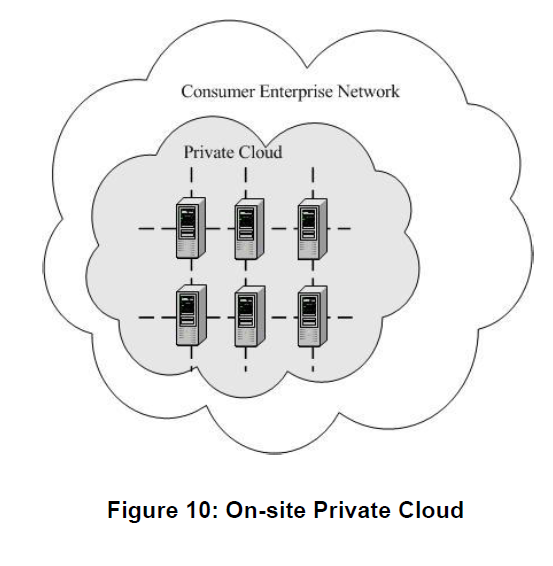 Consumer Enterprise Network
Private Cloud
Figure 10: On-site Private Cloud